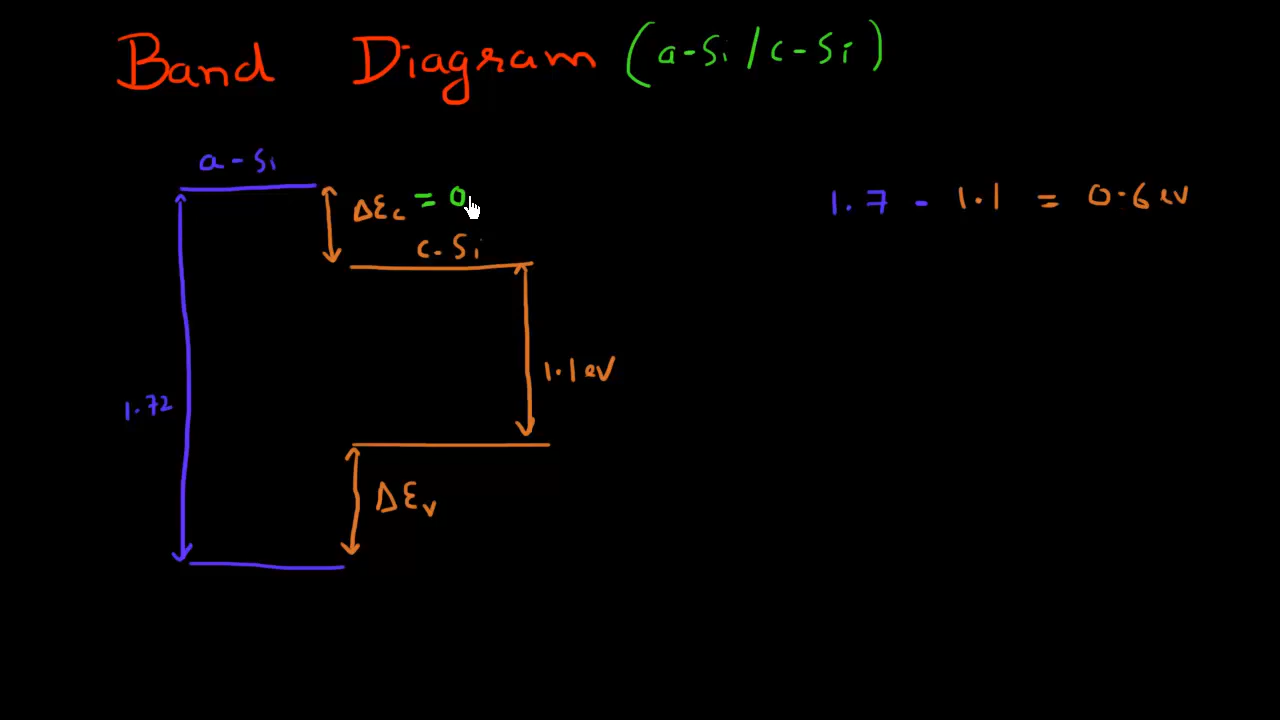 Band Diagram (a-Si/c-Si)
a-Si
ΔEc = 0
1.7 - 1.1 = 0.6 eV
c-Si
1.1 eV
1.72
ΔEv